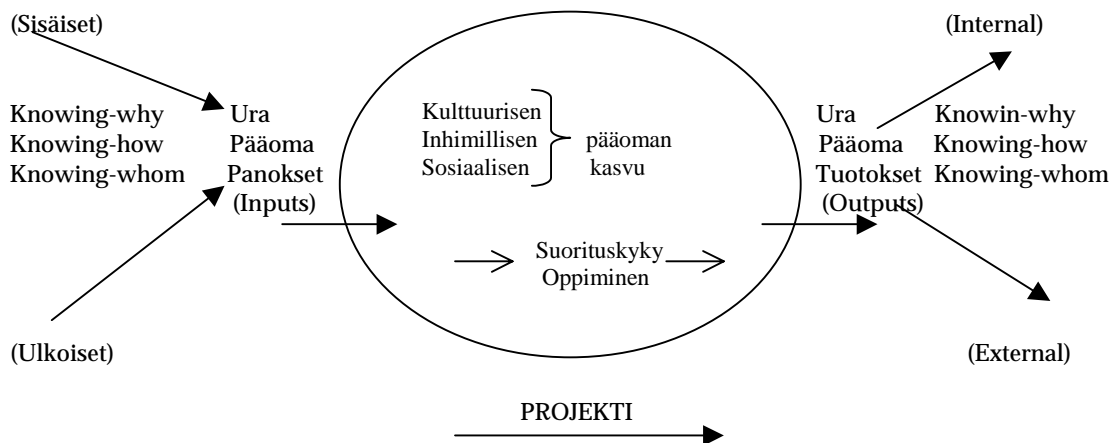 (Sisäiset)
(Internal)
Knowing-why
Knowing-how
Knowing-whom
Ura
Pääoma
Panokset
(Inputs)
Kulttuurisen
Inhimillisen
Sosiaalisen
pääoman
kasvu
Suorituskyky
Oppiminen
Ura
Pääoma
Tuotokset
(Outputs)
Knowin-why
Knowing-how
Knowing-whom
(Ulkoiset)
(External)
PROJEKTI